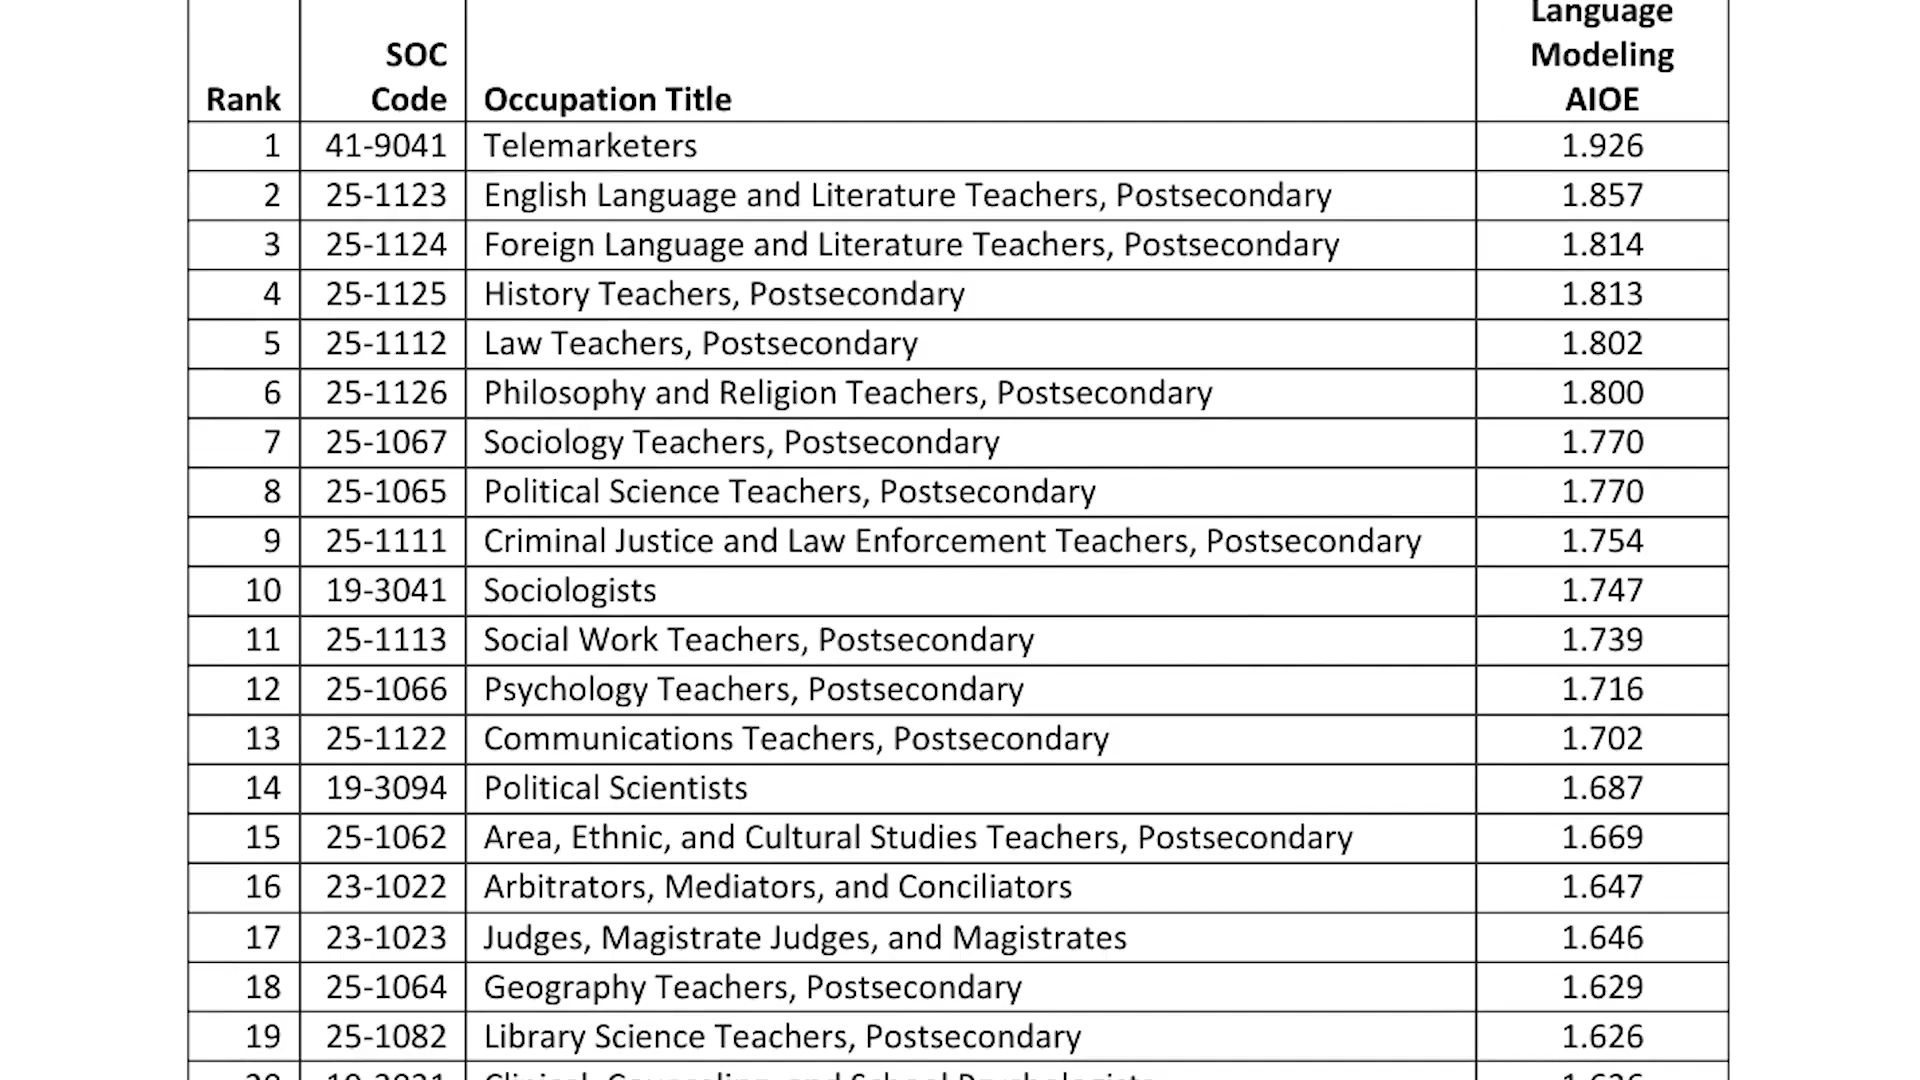 Language
SOC Modeling
Rank Code Occupation Title AIOE
1 41-9041 Telemarketers 1.926
2 25-1123 English Language and Literature Teachers, Postsecondary 1.857
3 25-1124 Foreign Language and Literature Teachers, Postsecondary 1.814
4 25-1125 History Teachers, Postsecondary 1.813
5 25-1112 Law Teachers, Postsecondary 1.802
6 25-1126 Philosophy and Religion Teachers, Postsecondary 1.800
7 25-1067 Sociology Teachers, Postsecondary 1.770
8 25-1065 Political Science Teachers, Postsecondary 1.770
9 25-1111 Criminal Justice and Law Enforcement Teachers, Postsecondary 1.754
10 19-3041 Sociologists 1.747
11 25-1113 Social Work Teachers, Postsecondary 1.739
12 25-1066 Psychology Teachers, Postsecondary 1.716
13 25-1122 Communications Teachers, Postsecondary 1.702
14 19-3094 Political Scientists 1.687
15 25-1062 Area, Ethnic, and Cultural Studies Teachers, Postsecondary 1.669
16 23-1022 Arbitrators, Mediators, and Conciliators 1.647
17 23-1023 Judges, Magistrate Judges, and Magistrates 1.646
18 25-1064 Geography Teachers, Postsecondary 1.629
19 25-1082 Library Science Teachers, Postsecondary 1.626
Clinical, Counseling, and School Psychologists